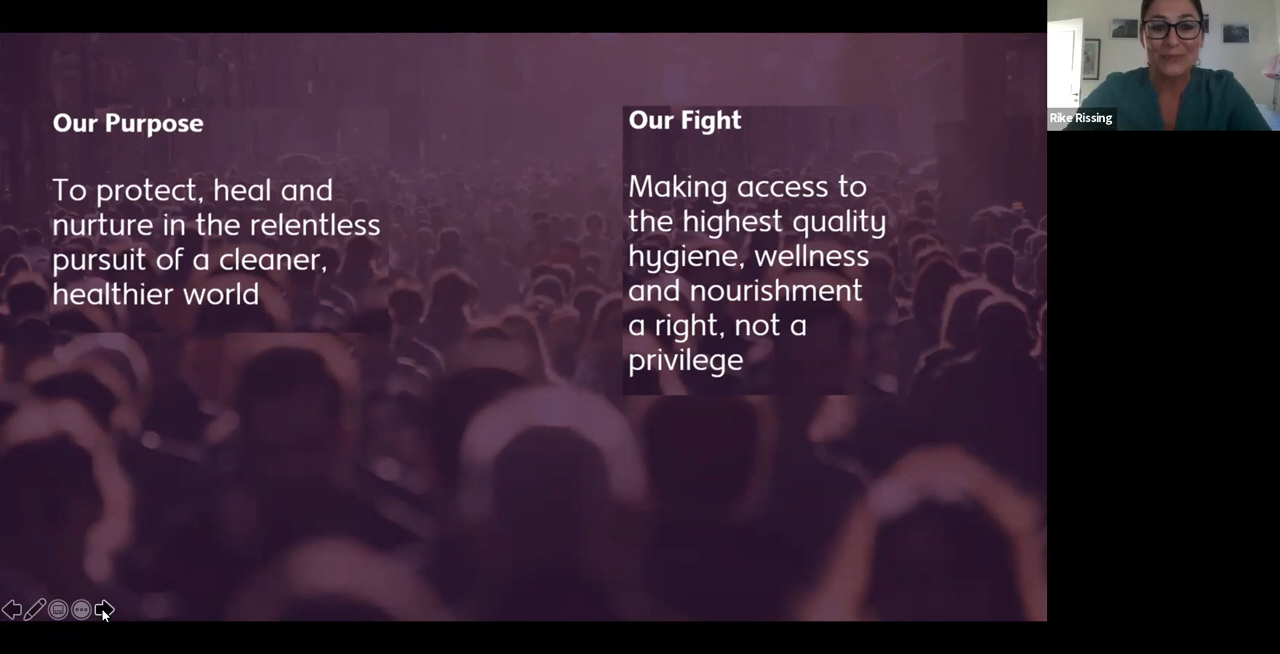 Our Purpose
To protect, heal and
nurture in the relentless
pursuit of a cleaner,
healthier world
Our Fight
Making access to
the highest quality
hygiene, wellness
and nourishment
a right, not a
privilege
Rike Rissing